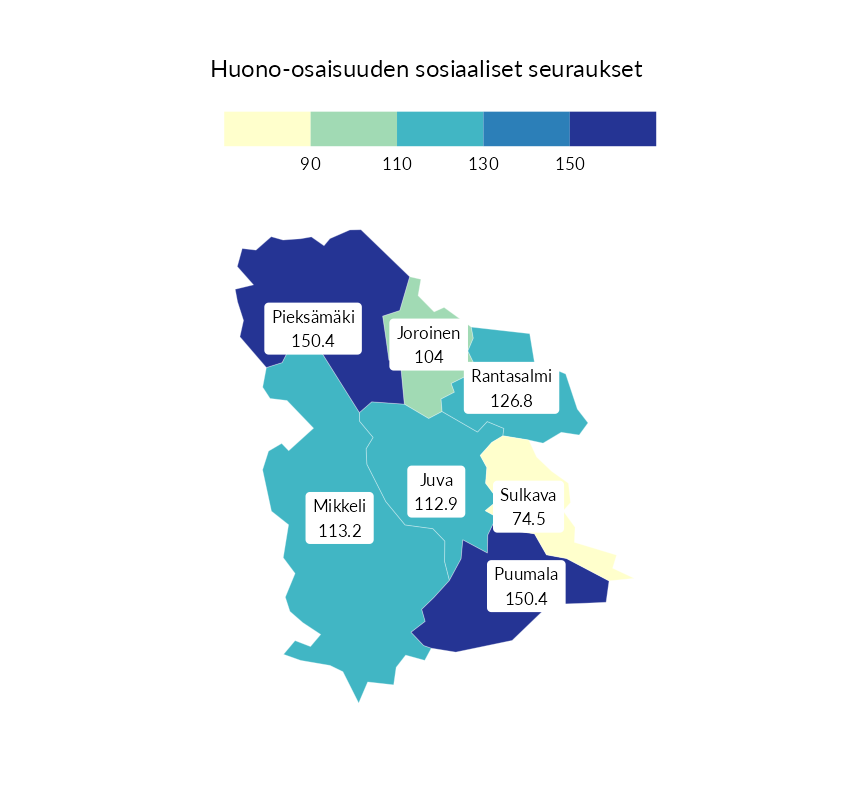 Huono-osaisuuden sosiaaliset seuraukset
90 110 130 150
Pieksämäki
150.4
Joroinen
104
Rantasalmi
126.8
Juva
112.9
Sulkava
74.5
Mikkeli
113.2
Puumala
150.4